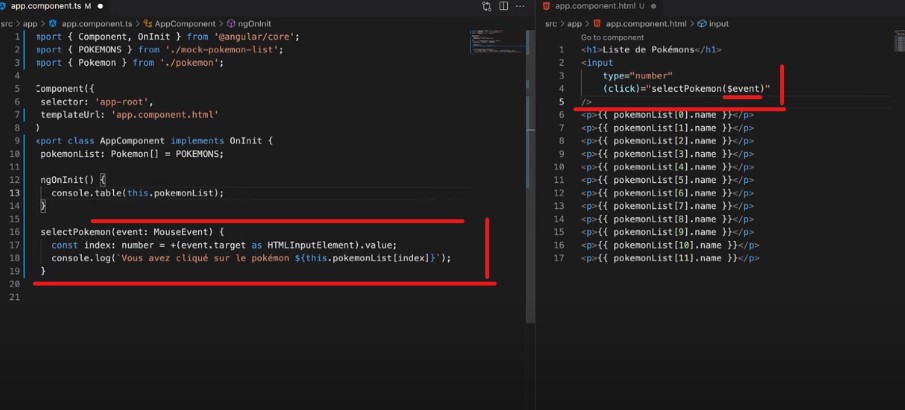 app.component.ts M ●
src > app > app.component.ts > AppComponent > ngOnInit
1 mport { Component, OnInit } from '@angular/core';
2 mport { POKEMONS } from './mock-pokemon-list';
3 mport { Pokemon } from './pokemon';
4
5 Component({
6 selector: 'app-root',
7 templateUrl: 'app.component.html'
8 )
9 xport class AppComponent implements OnInit {
10 pokemonList: Pokemon[] = POKEMONS;
11
12 ngOnInit() {
13 console.table(this.pokemonList);
14 }
15
16 selectPokemon(event: MouseEvent) {
17 const index: number = +(event.target as HTMLInputElement).value;
18 console.log(`Vous avez cliqué sur le pokémon ${this.pokemonList[index]}`);
19 }
20
21
app.component.html U ●
src > app > app.component.html > input
Go to component
1 <h1>Liste de Pokémons</h1>
2 <input
3 type="number"
4 (click)="selectPokemon($event)"
5 />
6 <p>{{ pokemonList[0].name }}</p>
7 <p>{{ pokemonList[1].name }}</p>
8 <p>{{ pokemonList[2].name }}</p>
9 <p>{{ pokemonList[3].name }}</p>
10 <p>{{ pokemonList[4].name }}</p>
11 <p>{{ pokemonList[5].name }}</p>
12 <p>{{ pokemonList[6].name }}</p>
13 <p>{{ pokemonList[7].name }}</p>
14 <p>{{ pokemonList[8].name }}</p>
15 <p>{{ pokemonList[9].name }}</p>
16 <p>{{ pokemonList[10].name }}</p>
17 <p>{{ pokemonList[11].name }}</p>